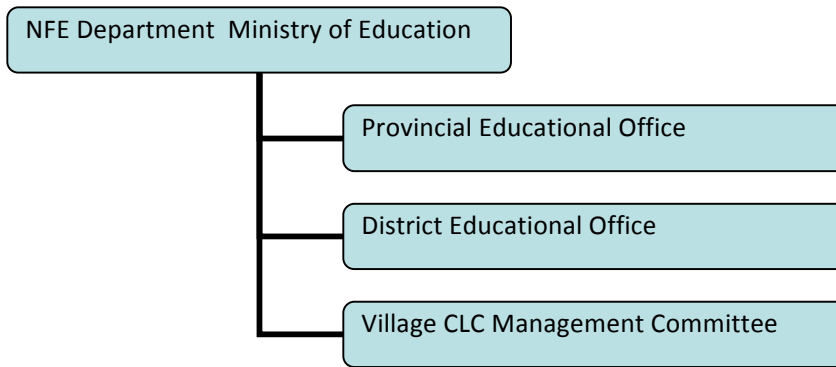 NFE Department  Ministry of Education
Provincial Educational Office
District Educational Office
Village CLC Management Committee